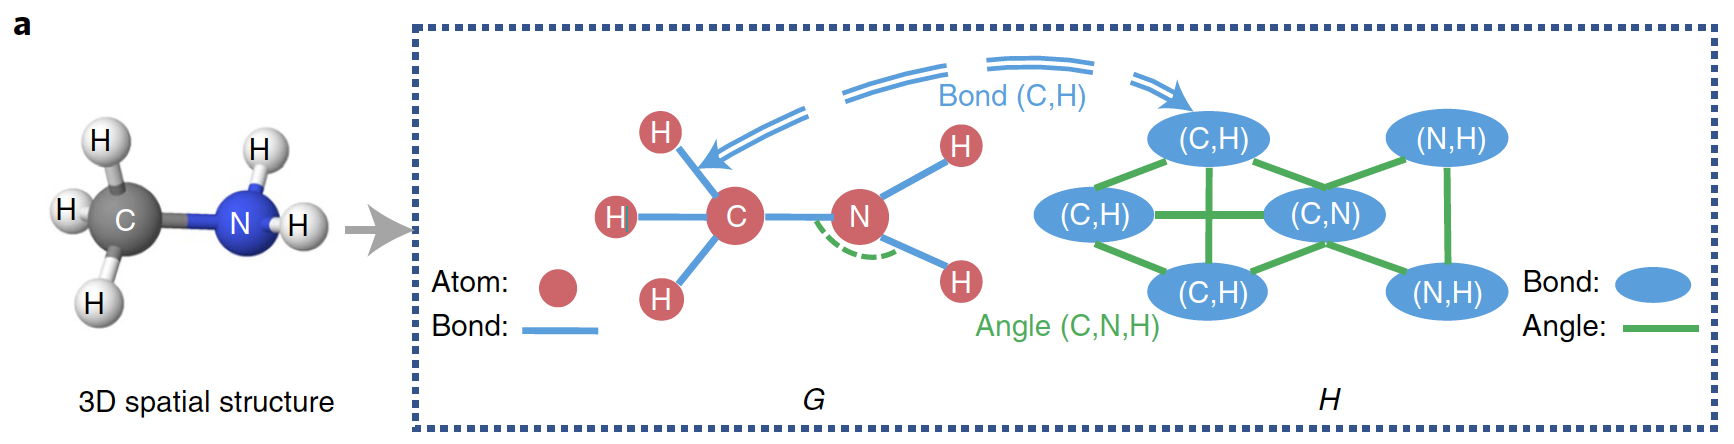 a
H
H
H
C
N
H
H
3D spatial structure
Bond (C,H)
H
H
H
C
N
H
H
Atom:
Bond:
Angle (C,N,H)
G
(C,H)
(N,H)
(C,H)
(C,N)
(C,H)
(N,H)
Bond:
Angle:
H